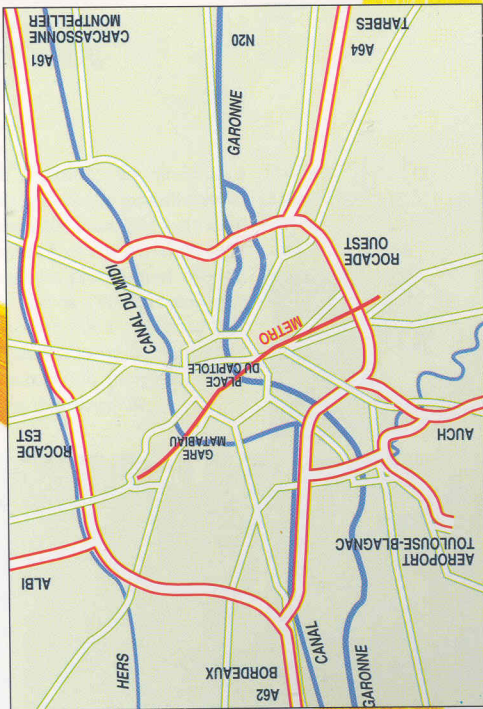 GARONNE
A62
BORDEAUX
CANAL
HERS
ALBI
AEROPORT
TOULOUSE-BLAGNAC
AUCH
GARE
MATABIAU
ROCADE
EST
PLACE
DU CAPITOLE
METRO
CANAL DU MIDI
ROCADE
OUEST
GARONNE
A64
TARBES
N20
A61
CARCASSONNE
MONTPELLIER